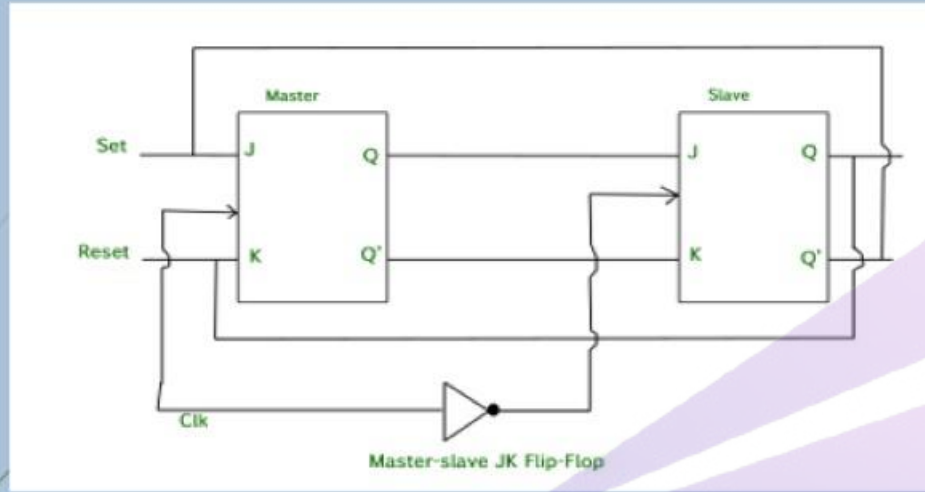 Master
Slave
Set
J
Q
J
Q
Reset
K
Q'
K
Q'
Clk
Master-slave JK Flip-Flop